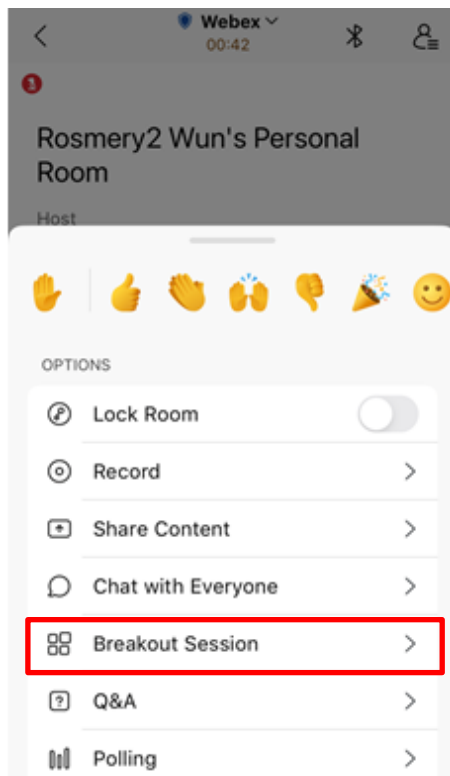 Webex
00:42
Rosmery2 Wun's Personal
Room
Host
OPTIONS
Lock Room
Record
Share Content
Chat with Everyone
Breakout Session
Q&A
Polling